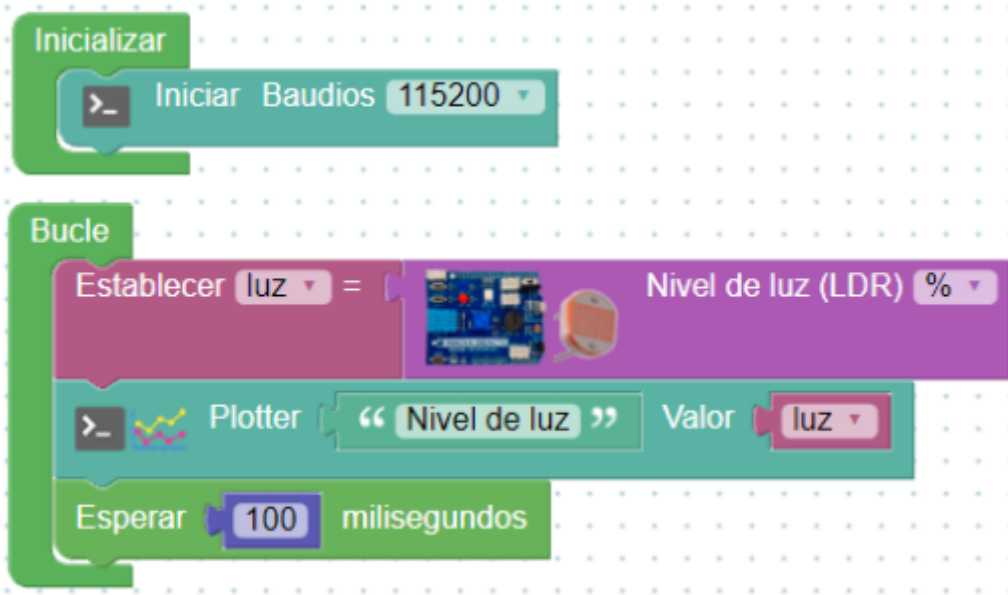 Inicializar
>_ Iniciar Baudios 115200
Bucle
Establecer luz = Nivel de luz (LDR) %
>_ Plotter “ Nivel de luz ” Valor luz
Esperar 100 milisegundos